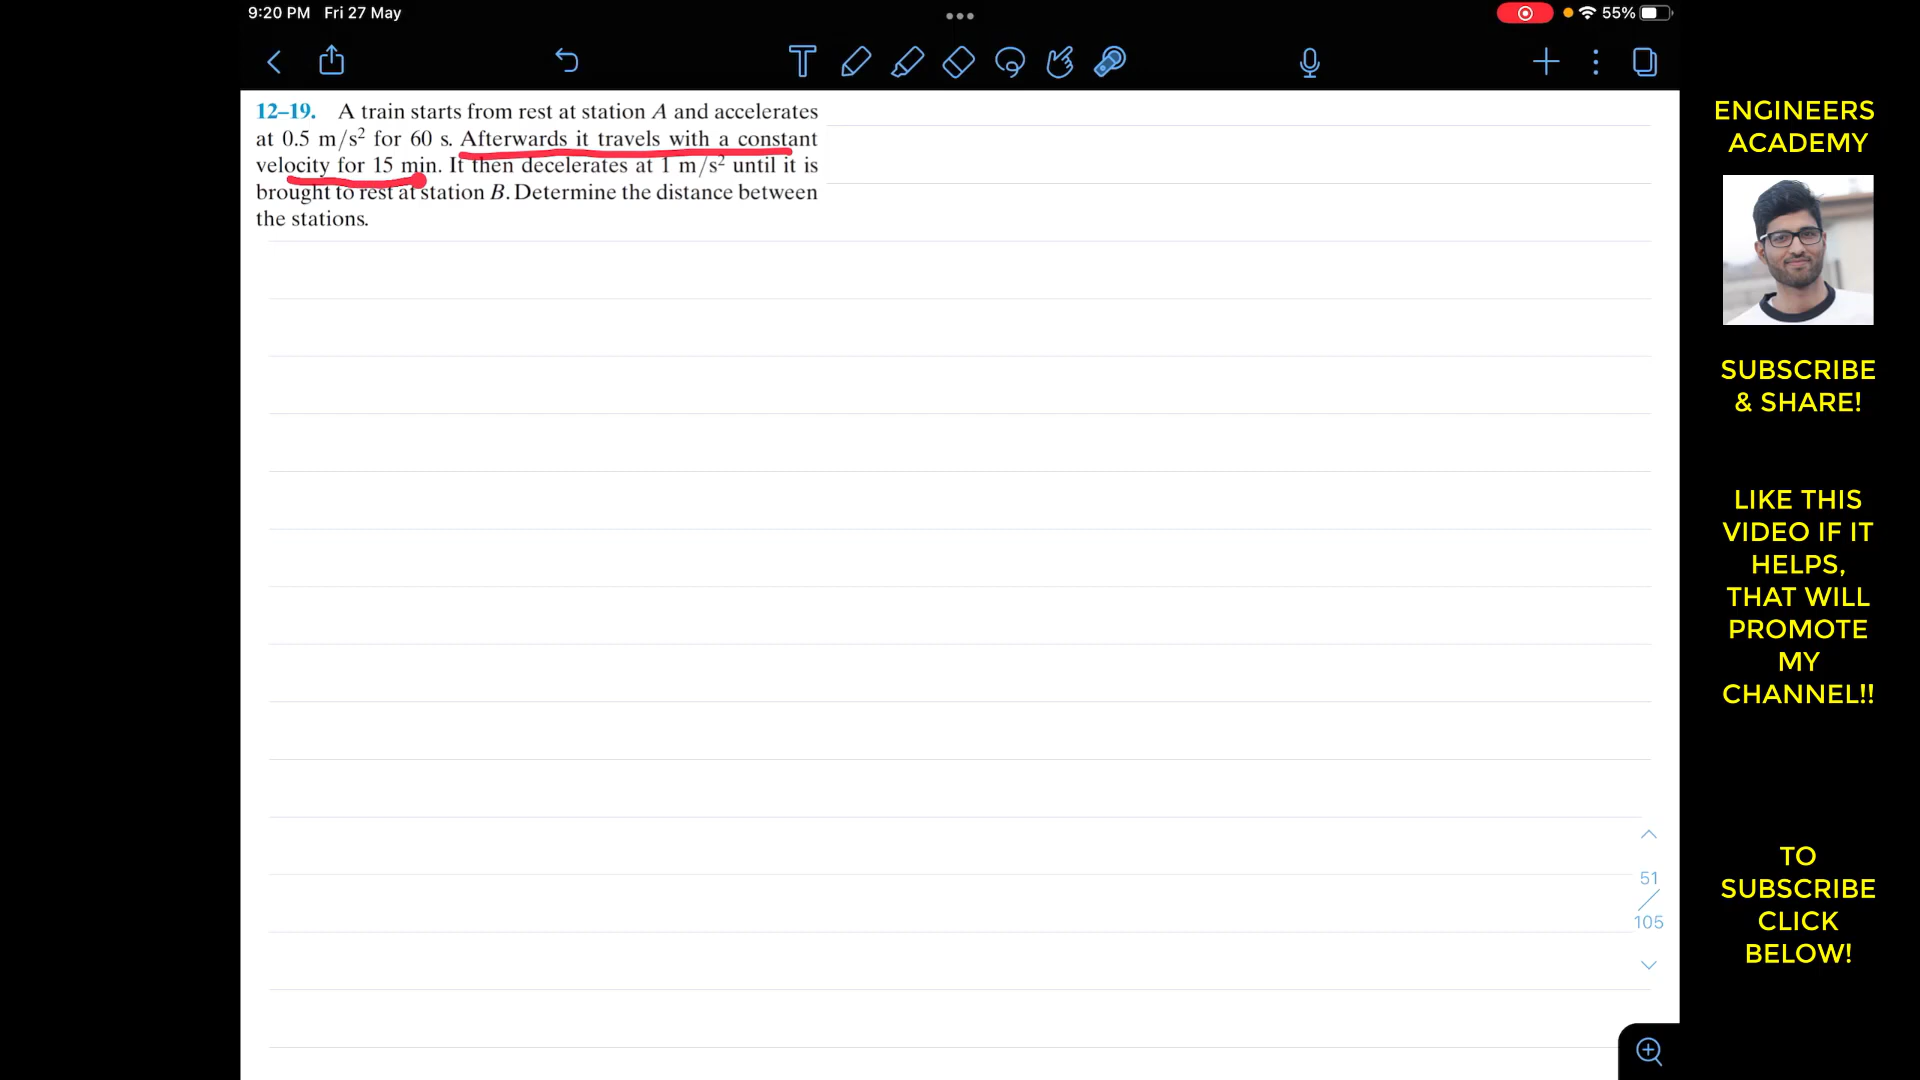 9:20 PM Fri 27 May
55%
12–19. A train starts from rest at station A and accelerates
at 0.5 m/s² for 60 s. Afterwards it travels with a constant
velocity for 15 min. It then decelerates at 1 m/s² until it is
brought to rest at station B. Determine the distance between
the stations.
ENGINEERS
ACADEMY
SUBSCRIBE
& SHARE!
LIKE THIS
VIDEO IF IT
HELPS,
THAT WILL
PROMOTE
MY
CHANNEL!!
TO
SUBSCRIBE
CLICK
BELOW!
51
/
105